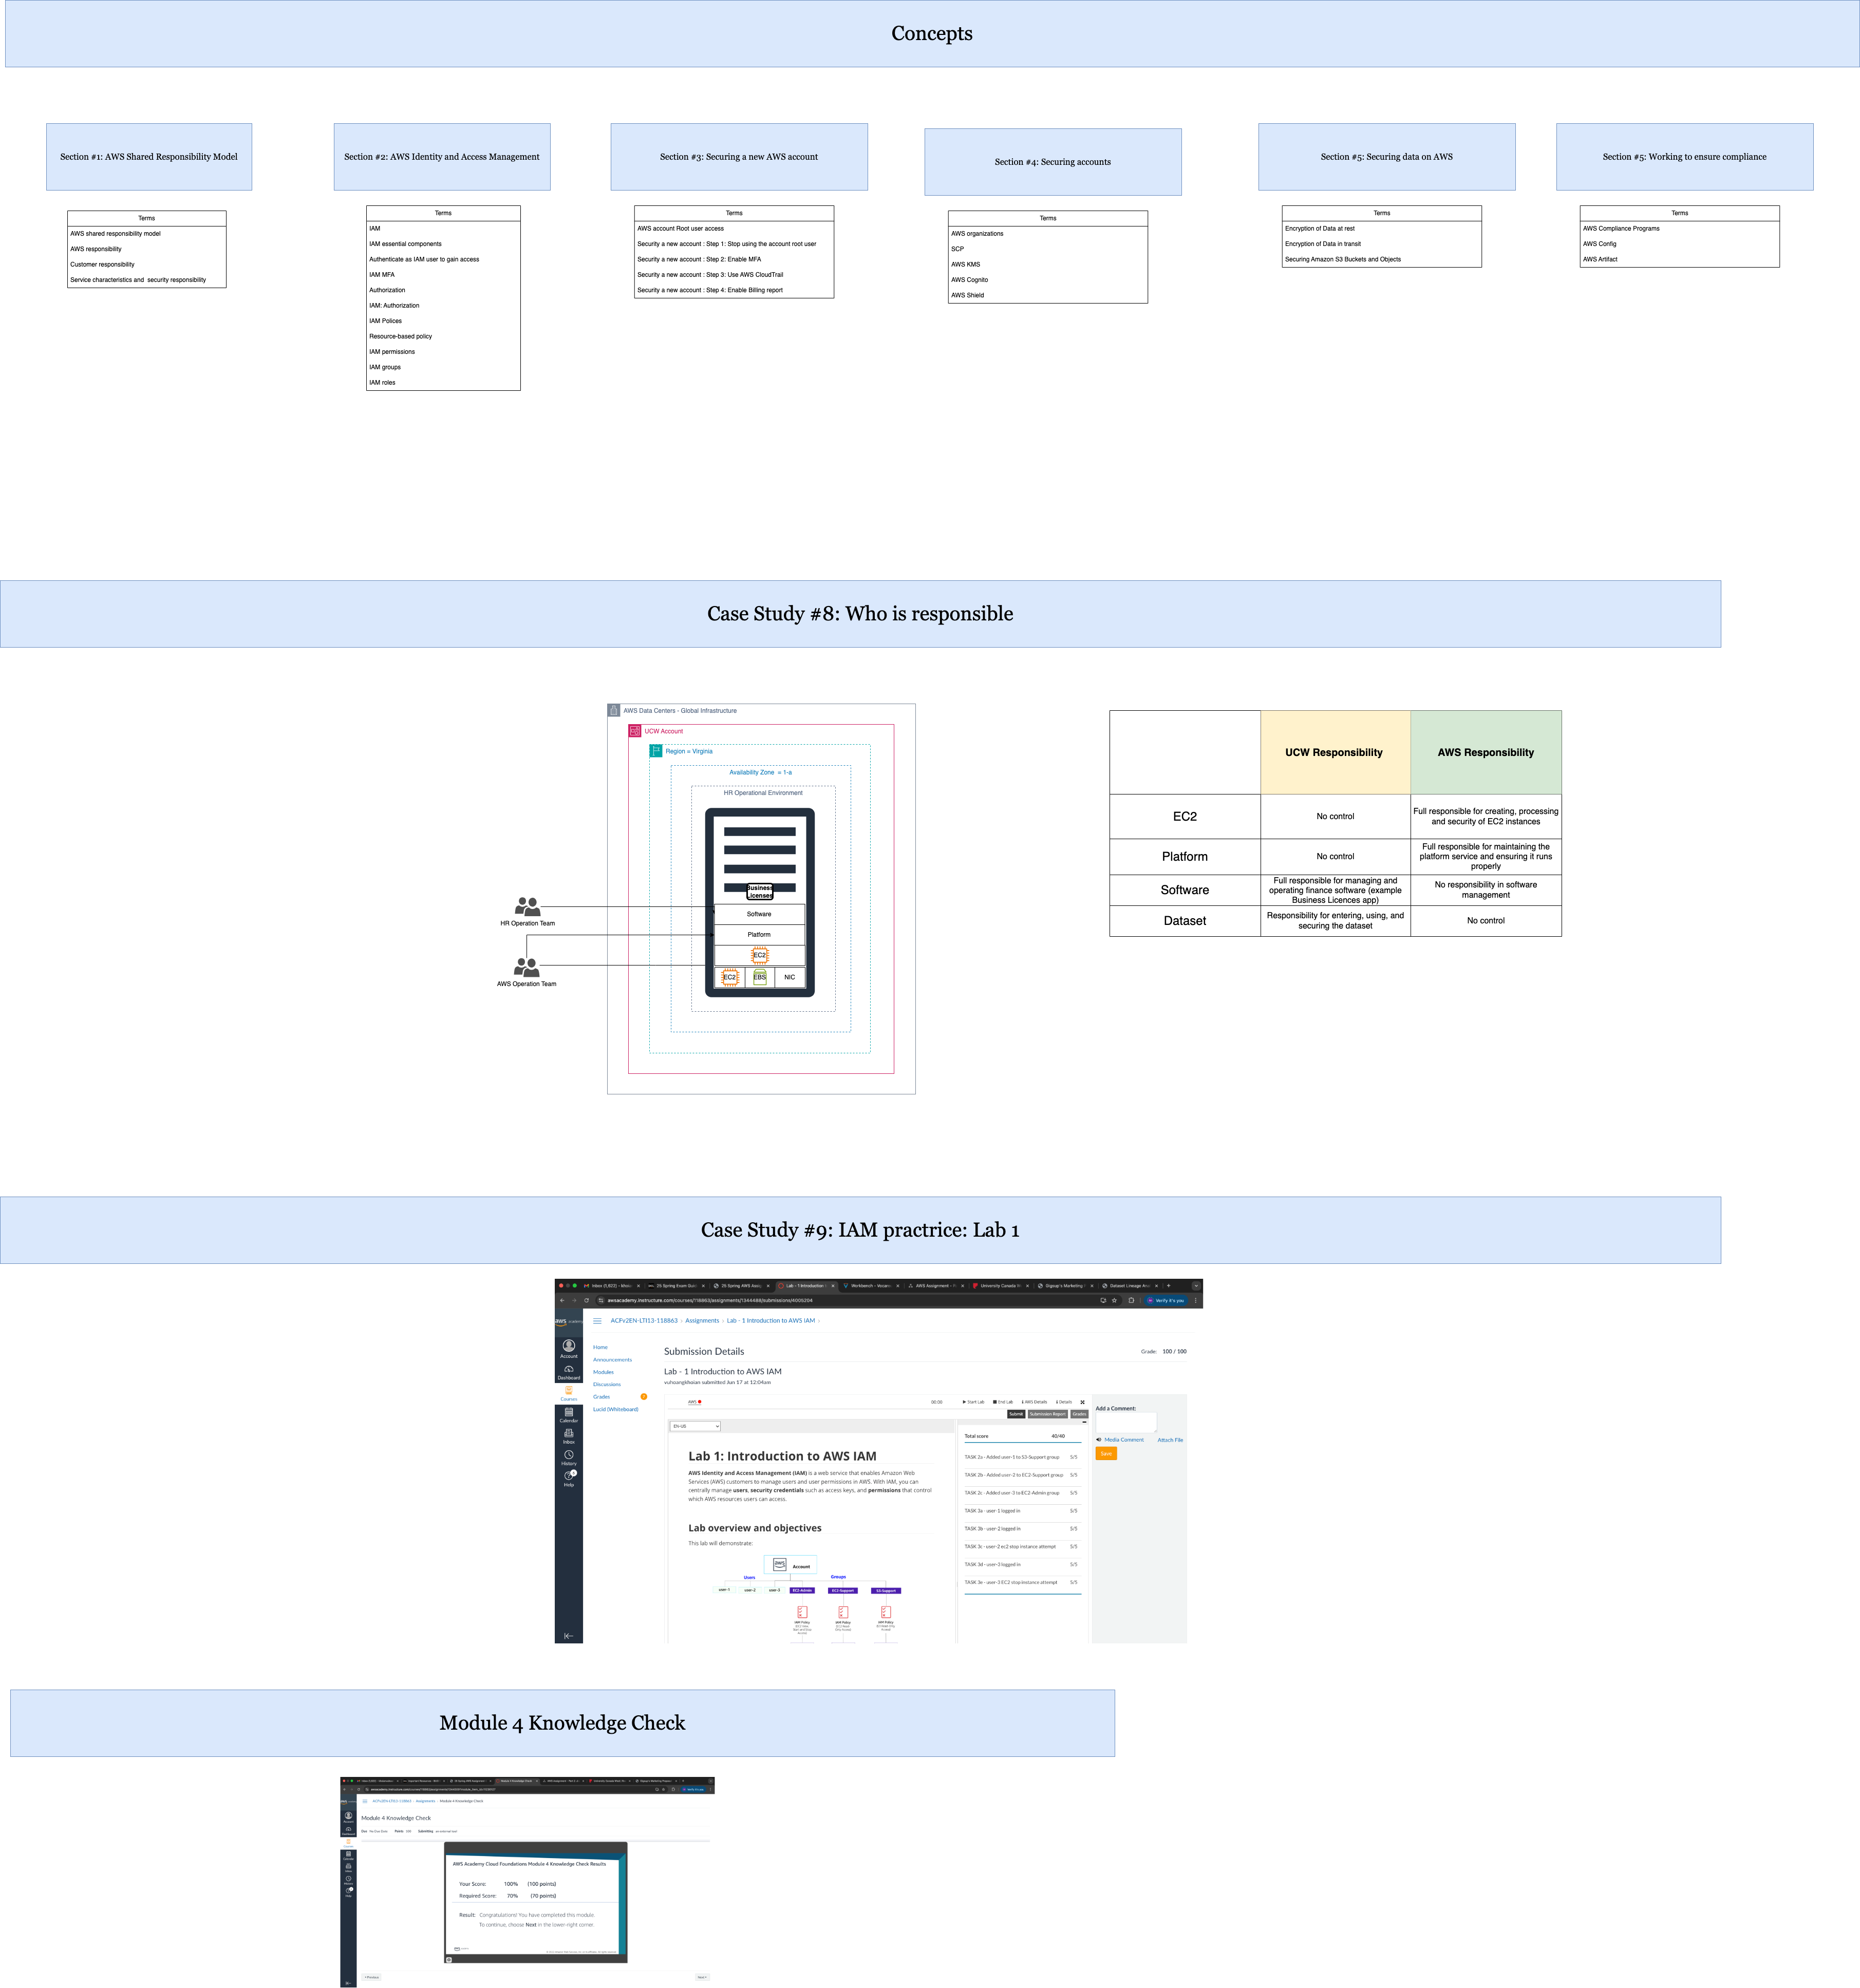 Concepts
Section #1: AWS Shared Responsibility Model
Terms
AWS shared responsibility model
AWS responsibility
Customer responsibility
Service characteristics and  security responsibility
Section #2: AWS Identity and Access Management
Terms
IAM
IAM essential components
Authenticate as IAM user to gain access
IAM MFA
Authorization
IAM: Authorization
IAM Polices
Resource-based policy
IAM permissions
IAM groups
IAM roles
Section #3: Securing a new AWS account
Terms
AWS account Root user access
Security a new account : Step 1: Stop using the account root user
Security a new account : Step 2: Enable MFA
Security a new account : Step 3: Use AWS CloudTrail
Security a new account : Step 4: Enable Billing report
Section #4: Securing accounts
Terms
AWS organizations
SCP
AWS KMS
AWS Cognito
AWS Shield
Section #5: Securing data on AWS
Terms
Encryption of Data at rest
Encryption of Data in transit
Securing Amazon S3 Buckets and Objects
Section #5: Working to ensure compliance
Terms
AWS Compliance Programs
AWS Config
AWS Artifact
Case Study #8: Who is responsible
AWS Data Centers - Global Infrastructure
UCW Account
Region = Virginia
Availability Zone  = 1-a
HR Operational Environment
Business
Licenses
Software
Platform
EC2
EC2
EBS
NIC
HR Operation Team
AWS Operation Team
UCW Responsibility
AWS Responsibility
EC2
No control
Full responsible for creating, processing
and security of EC2 instances
Platform
No control
Full responsible for maintaining the
platform service and ensuring it runs
properly
Software
Full responsible for managing and
operating finance software (example
Business Licences app)
No responsibility in software
management
Dataset
Responsibility for entering, using, and
securing the dataset
No control
Case Study #9: IAM practrice: Lab 1
awsacademy.instructure.com/courses/118863/assignments/1344488/submissions/4005204
Verify it's you
ACFv2EN-LTI13-118863 › Assignments › Lab - 1 Introduction to AWS IAM ›
Account
Dashboard
Courses
Calendar
Inbox
History
Help
Home
Announcements
Modules
Discussions
Grades
Lucid (Whiteboard)
Submission Details
Grade: 100 / 100
Lab - 1 Introduction to AWS IAM
vuhoangkhoian submitted Jun 17 at 12:04am
AWS
00:00
Start Lab
End Lab
AWS Details
Details
Submit
Submission Report
Grades
EN-US
Lab 1: Introduction to AWS IAM
AWS Identity and Access Management (IAM) is a web service that enables Amazon Web
Services (AWS) customers to manage users and user permissions in AWS. With IAM, you can
centrally manage users, security credentials such as access keys, and permissions that control
which AWS resources users can access.
Lab overview and objectives
This lab will demonstrate:
aws
Account
Users
Groups
user-1
user-2
user-3
EC2-Admin
EC2-Support
S3-Support
IAM Policy
IAM Policy
IAM Policy
Total score 40/40
TASK 2a - Added user-1 to S3-Support group 5/5
TASK 2b - Added user-2 to EC2-Support group 5/5
TASK 2c - Added user-3 to EC2-Admin group 5/5
TASK 3a - user-1 logged in 5/5
TASK 3b - user-2 logged in 5/5
TASK 3c - user-2 ec2 stop instance attempt 5/5
TASK 3d - user-3 logged in 5/5
TASK 3e - user-3 EC2 stop instance attempt 5/5
Add a Comment:
Media Comment
Attach File
Save
Module 4 Knowledge Check
Module 4 Knowledge Check
Due No Due Date Points 100 Submitting an external tool
AWS Academy Cloud Foundations Module 4 Knowledge Check Results
Your Score: 100% (100 points)
Required Score: 70% (70 points)
Result: Congratulations! You have completed this module.
To continue, choose Next in the lower-right corner.
Previous
Next